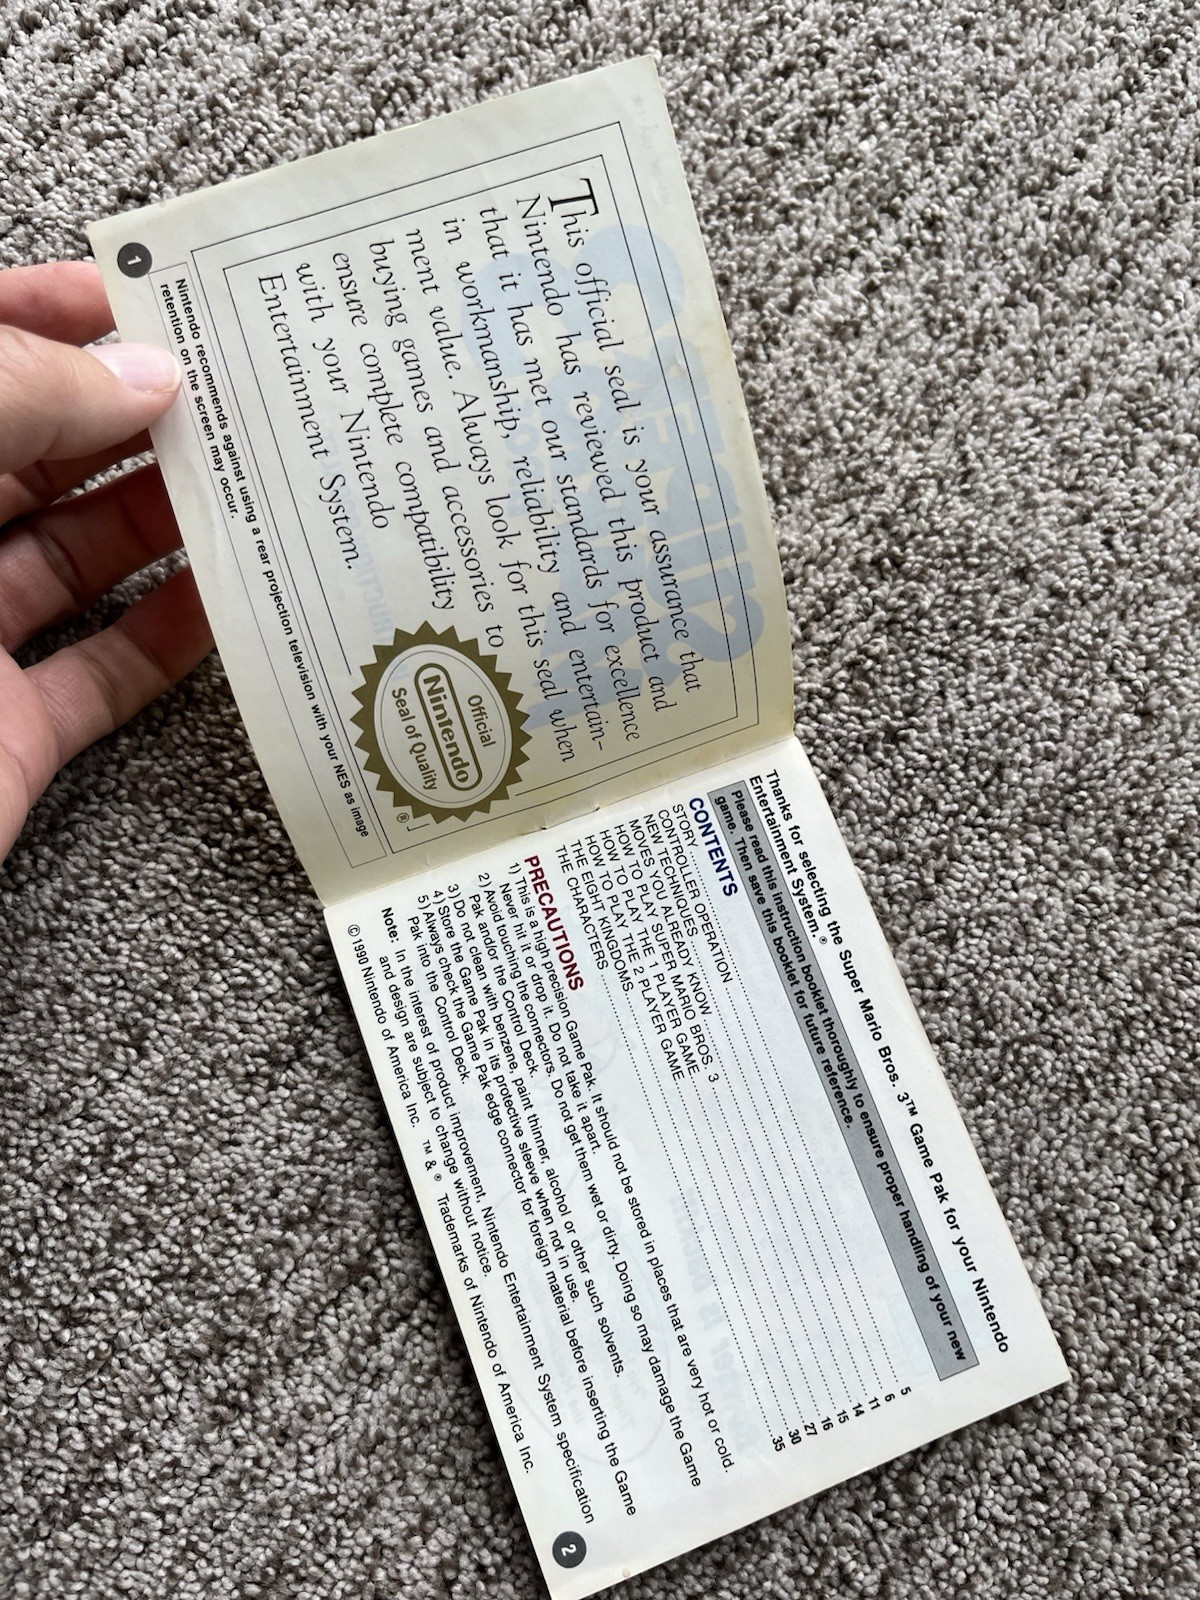 This official seal is your assurance that
Nintendo has reviewed this product and
that it has met our standards for excellence
in workmanship, reliability and entertain-
ment value. Always look for this seal when
buying games and accessories to
ensure complete compatibility
with your Nintendo
Entertainment System.
Official
Nintendo
Seal of Quality
®
Nintendo recommends against using a rear projection television with your NES as image
retention on the screen may occur.
1
Thanks for selecting the Super Mario Bros. 3™ Game Pak for your Nintendo
Entertainment System.®
Please read this instruction booklet thoroughly to ensure proper handling of your new
game. Then save this booklet for future reference.
CONTENTS
STORY 5
CONTROLLER OPERATION 6
NEW TECHNIQUES 11
MOVES YOU ALREADY KNOW 14
HOW TO PLAY SUPER MARIO BROS. 3 15
HOW TO PLAY THE 1 PLAYER GAME 16
HOW TO PLAY THE 2 PLAYER GAME 27
THE EIGHT KINGDOMS 30
THE CHARACTERS 35
PRECAUTIONS
1) This is a high precision Game Pak. It should not be stored in places that are very hot or cold.
Never hit it or drop it. Do not take it apart.
2) Avoid touching the connectors. Do not get them wet or dirty. Doing so may damage the Game
Pak and/or the Control Deck.
3) Do not clean with benzene, paint thinner, alcohol or other such solvents.
4) Store the Game Pak in its protective sleeve when not in use.
5) Always check the Game Pak edge connector for foreign material before inserting the Game
Pak into the Control Deck.
Note: In the interest of product improvement, Nintendo Entertainment System specification
and design are subject to change without notice.
© 1990 Nintendo of America Inc. ™ & ® Trademarks of Nintendo of America Inc.
2